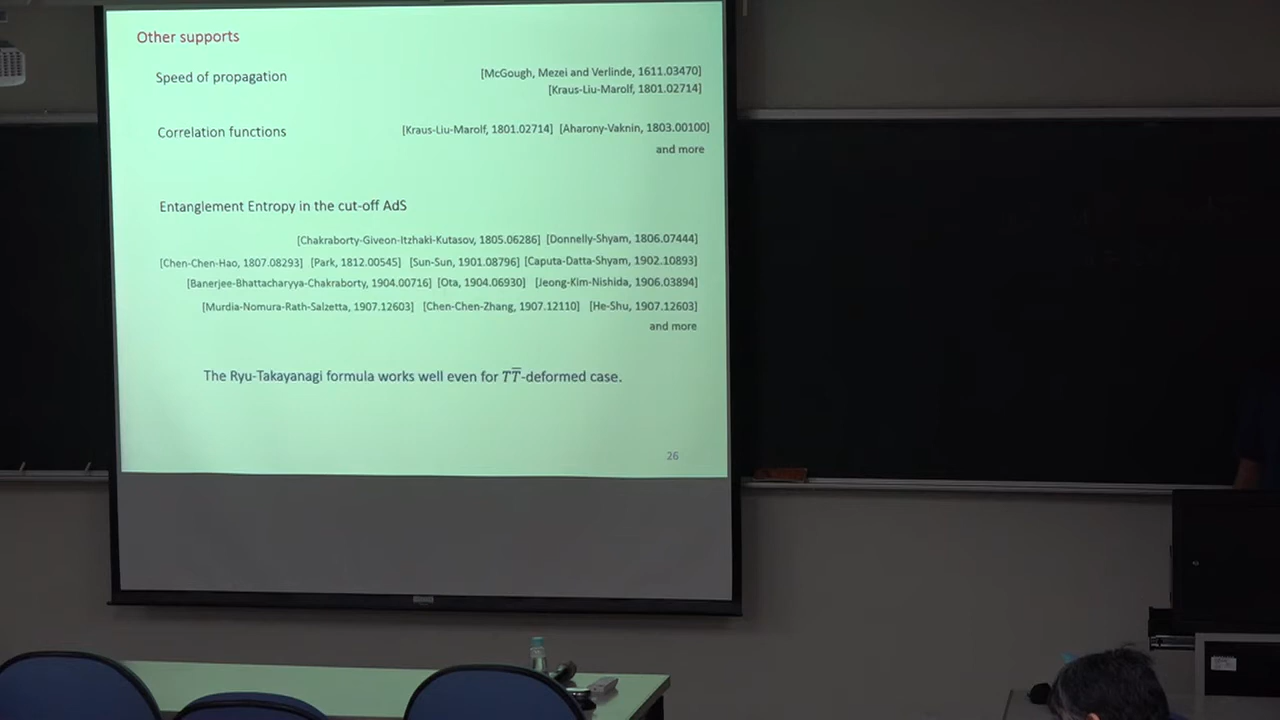 Other supports
Speed of propagation
[McGough, Mezei and Verlinde, 1611.03470]
[Kraus-Liu-Marolf, 1801.02714]
Correlation functions
[Kraus-Liu-Marolf, 1801.02714] [Aharony-Vaknin, 1803.00100]
and more
Entanglement Entropy in the cut-off AdS
[Chakraborty-Giveon-Itzhaki-Kutasov, 1805.06286] [Donnelly-Shyam, 1806.07444]
[Chen-Chen-Hao, 1807.08293] [Park, 1812.00545] [Sun-Sun, 1901.08796] [Caputa-Datta-Shyam, 1902.10893]
[Banerjee-Bhattacharyya-Chakraborty, 1904.00716] [Ota, 1904.06930] [Jeong-Kim-Nishida, 1906.03894]
[Murdia-Nomura-Rath-Salzetta, 1907.12603] [Chen-Chen-Zhang, 1907.12110] [He-Shu, 1907.12603]
and more
The Ryu-Takayanagi formula works well even for TT̅-deformed case.
26